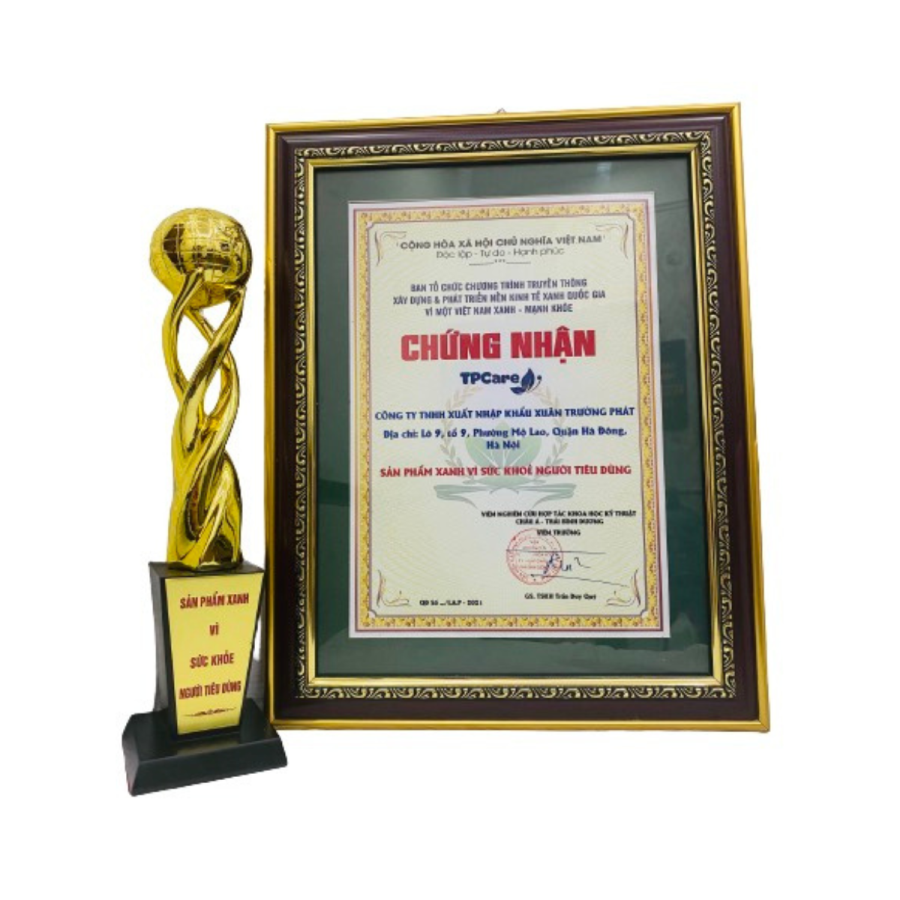 SẢN PHẨM XANH
VÌ
SỨC KHỎE
NGƯỜI TIÊU DÙNG
CỘNG HÒA XÃ HỘI CHỦ NGHĨA VIỆT NAM
Độc lập - Tự do - Hạnh phúc
BAN TỔ CHỨC CHƯƠNG TRÌNH TRUYỀN THÔNG
XÂY DỰNG & PHÁT TRIỂN NỀN KINH TẾ XANH QUỐC GIA
VÌ MỘT VIỆT NAM XANH - MẠNH KHỎE
CHỨNG NHẬN
TPCare
CÔNG TY TNHH XUẤT NHẬP KHẨU XUÂN TRƯỜNG PHÁT
Địa chỉ: Lô 9, tổ 9, Phường Mộ Lao, Quận Hà Đông,
Hà Nội
SẢN PHẨM XANH VÌ SỨC KHOẺ NGƯỜI TIÊU DÙNG
VIỆN NGHIÊN CỨU HỢP TÁC KHOA HỌC KỸ THUẬT
CHÂU Á - THÁI BÌNH DƯƠNG
VIỆN TRƯỞNG
GS. TSKH Trần Duy Quý
QĐ Số - 2021